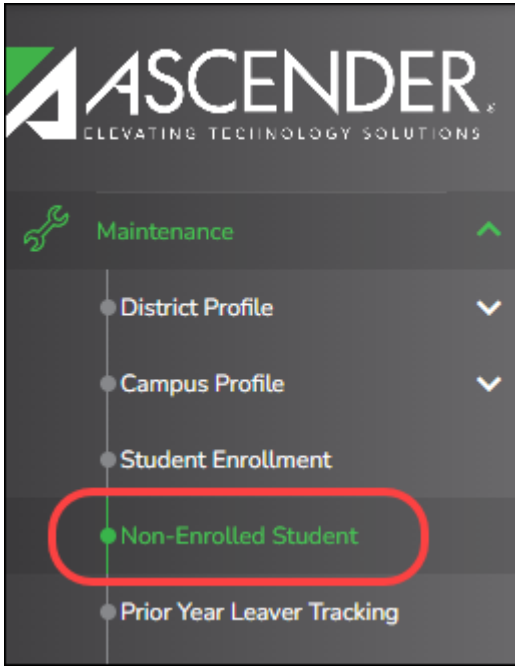 ASCENDER
ELEVATING TECHNOLOGY SOLUTIONS
Maintenance
District Profile
Campus Profile
Student Enrollment
Non-Enrolled Student
Prior Year Leaver Tracking